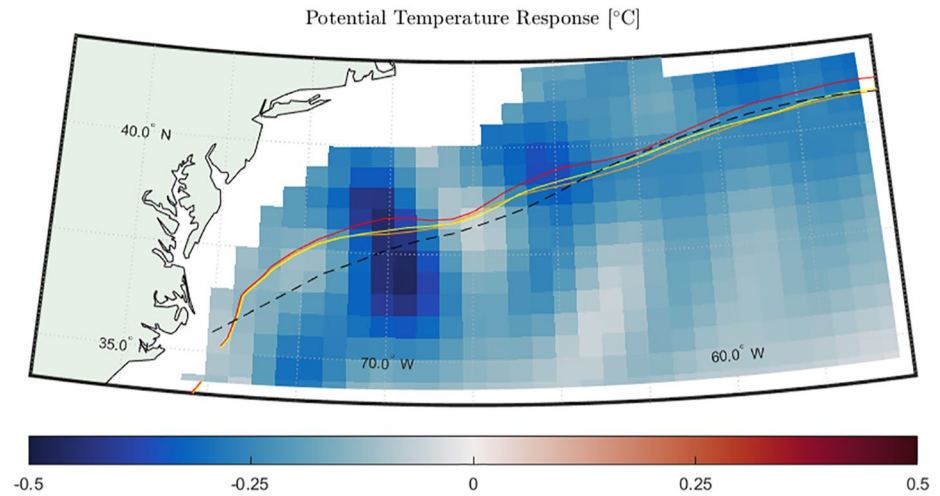 Potential Temperature Response [°C]
40.0° N
35.0° N
70.0° W
60.0° W
-0.5 -0.25 0 0.25 0.5